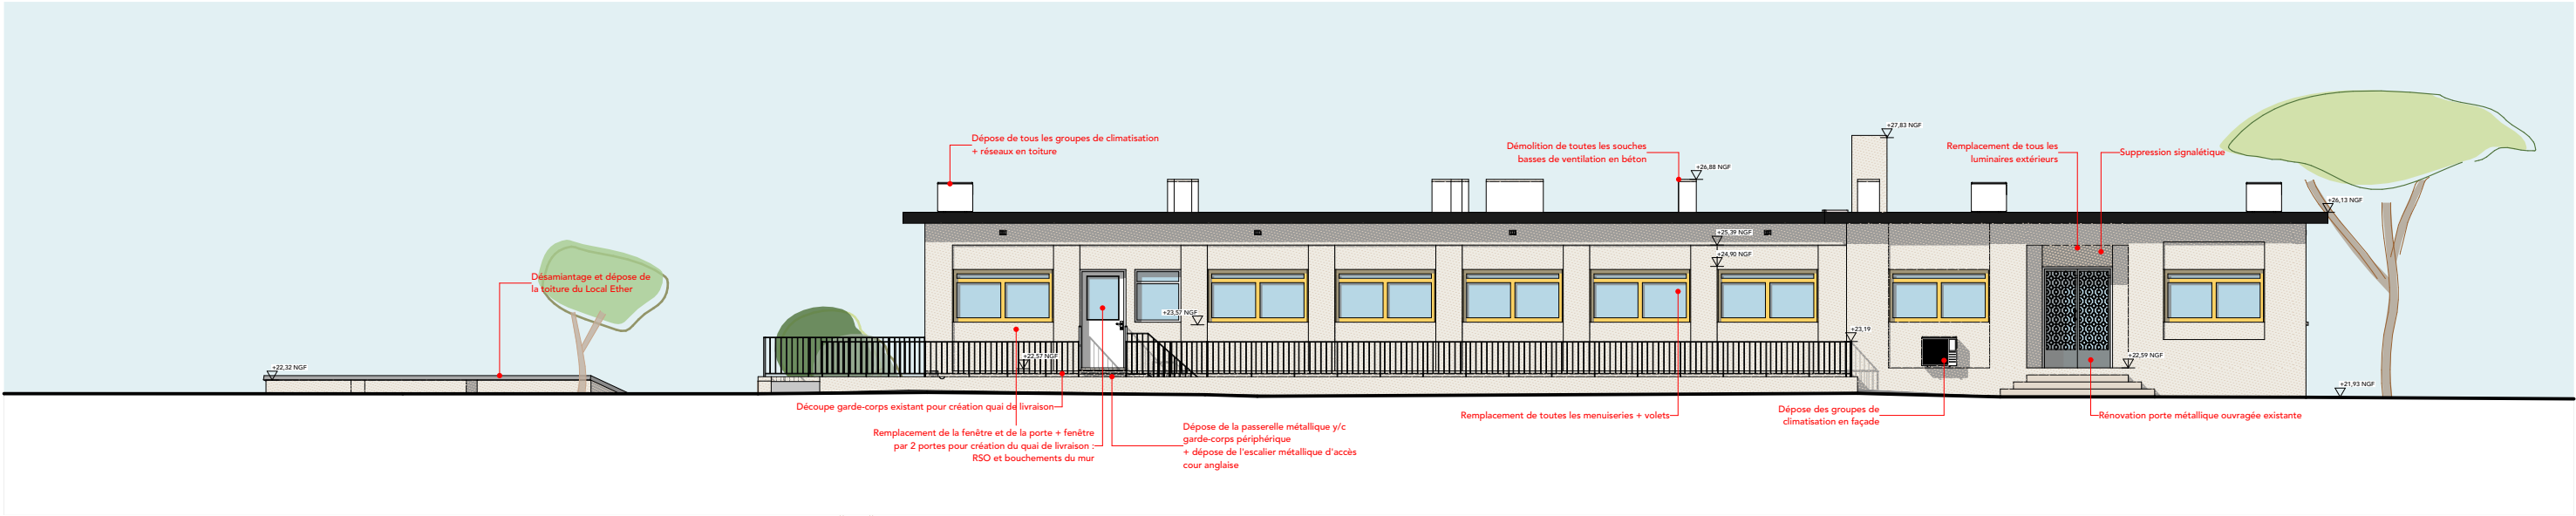 Dépose de tous les groupes de climatisation
+ réseaux en toiture
Démolition de toutes les souches
basses de ventilation en béton
+26,88 NGF
+27,83 NGF
Remplacement de tous les
luminaires extérieurs
Suppression signalétique
+26,13 NGF
+25,39 NGF
+24,90 NGF
Désamiantage et dépose de
la toiture du Local Ether
+23,57 NGF
+23,19
+22,57 NGF
+22,59 NGF
+22,32 NGF
+21,93 NGF
Découpe garde-corps existant pour création quai de livraison
Remplacement de la fenêtre et de la porte + fenêtre
par 2 portes pour création du quai de livraison :
RSO et bouchements du mur
Dépose de la passerelle métallique y/c
garde-corps périphérique
+ dépose de l'escalier métallique d'accès
cour anglaise
Remplacement de toutes les menuiseries + volets
Dépose des groupes de
climatisation en façade
Rénovation porte métallique ouvragée existante